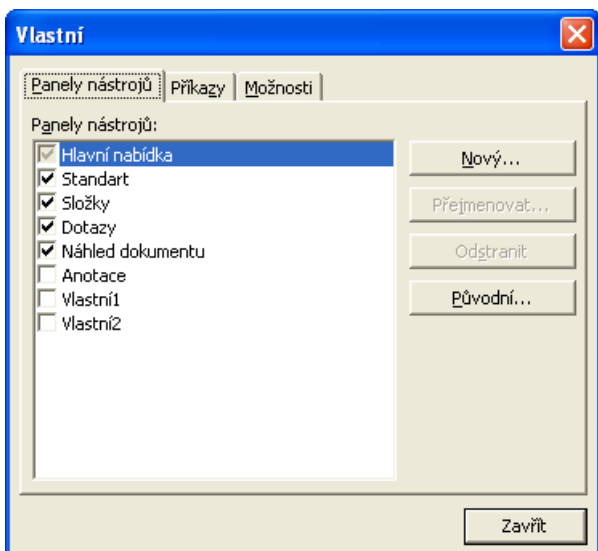 Vlastní
Panely nástrojů Příkazy Možnosti
Panely nástrojů:
Hlavní nabídka
Standart
Složky
Dotazy
Náhled dokumentu
Anotace
Vlastní1
Vlastní2
Nový...
Přejmenovat...
Odstranit
Původní...
Zavřít